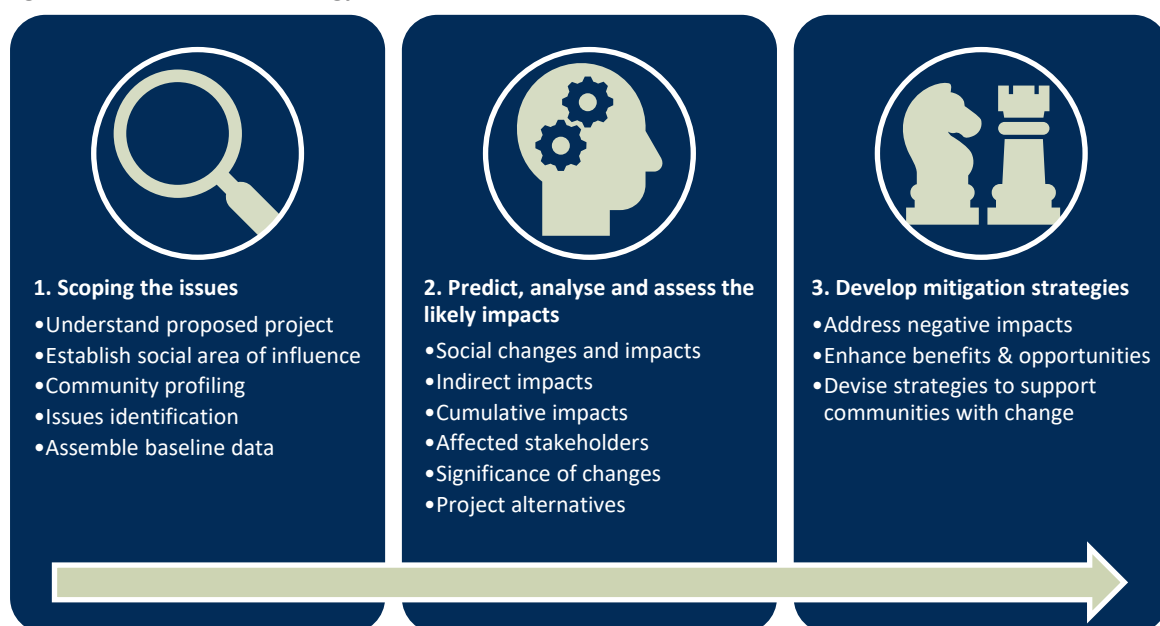 1. Scoping the issues
•Understand proposed project
•Establish social area of influence
•Community profiling
•Issues identification
•Assemble baseline data
2. Predict, analyse and assess the
likely impacts
•Social changes and impacts
•Indirect impacts
•Cumulative impacts
•Affected stakeholders
•Significance of changes
•Project alternatives
3. Develop mitigation strategies
•Address negative impacts
•Enhance benefits & opportunities
•Devise strategies to support
communities with change